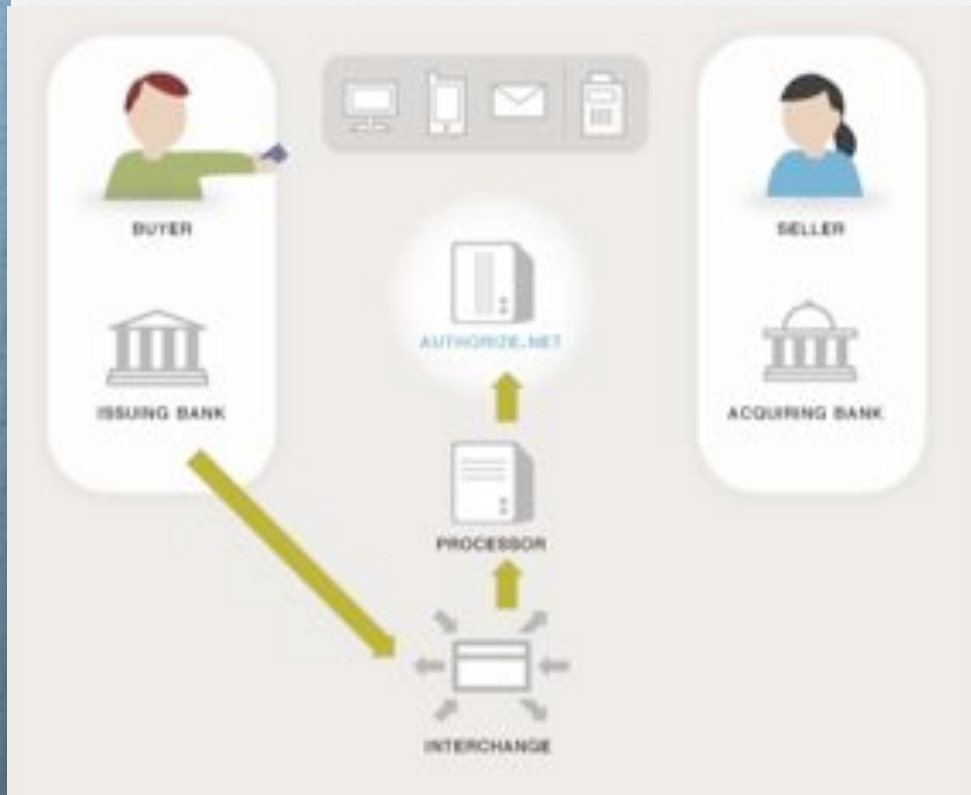 BUYER
SELLER
AUTHORIZE.NET
ISSUING BANK
ACQUIRING BANK
PROCESSOR
INTERCHANGE